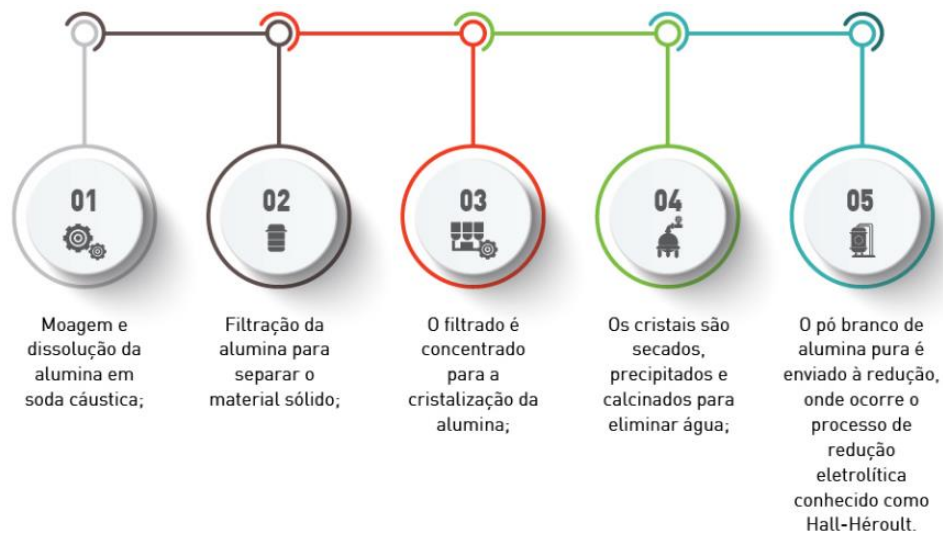 01
Moagem e
dissolução da
alumina em
soda cáustica;
02
Filtração da
alumina para
separar o
material sólido;
03
O filtrado é
concentrado
para a
cristalização da
alumina;
04
Os cristais são
secados,
precipitados e
calcinados para
eliminar água;
05
O pó branco de
alumina pura é
enviado à redução,
onde ocorre o
processo de
redução
eletrolítica
conhecido como
Hall-Héroult.